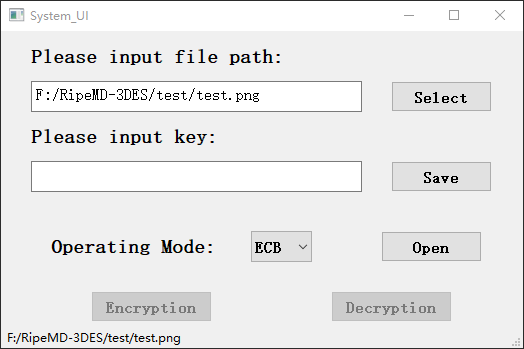 System_UI
Please input file path:
F:/RipeMD-3DES/test/test.png
Select
Please input key:
Save
Operating Mode:
ECB
Open
Encryption
Decryption
F:/RipeMD-3DES/test/test.png